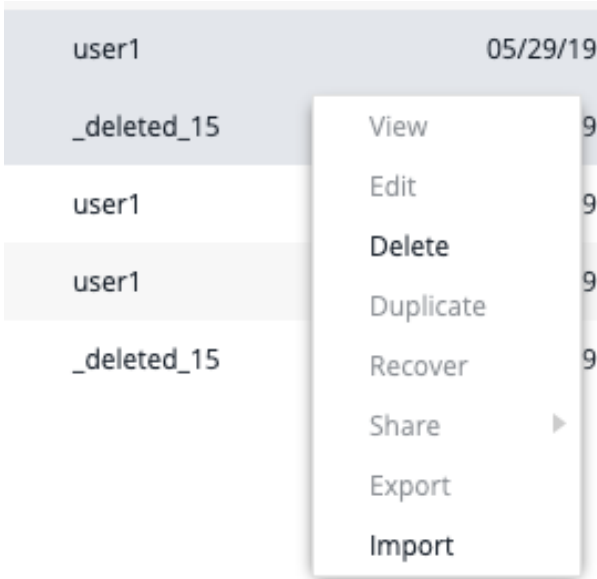 user1 05/29/19
_deleted_15 9
View
Edit
user1 9
Delete
user1 9
Duplicate
_deleted_15 9
Recover
Share
Export
Import